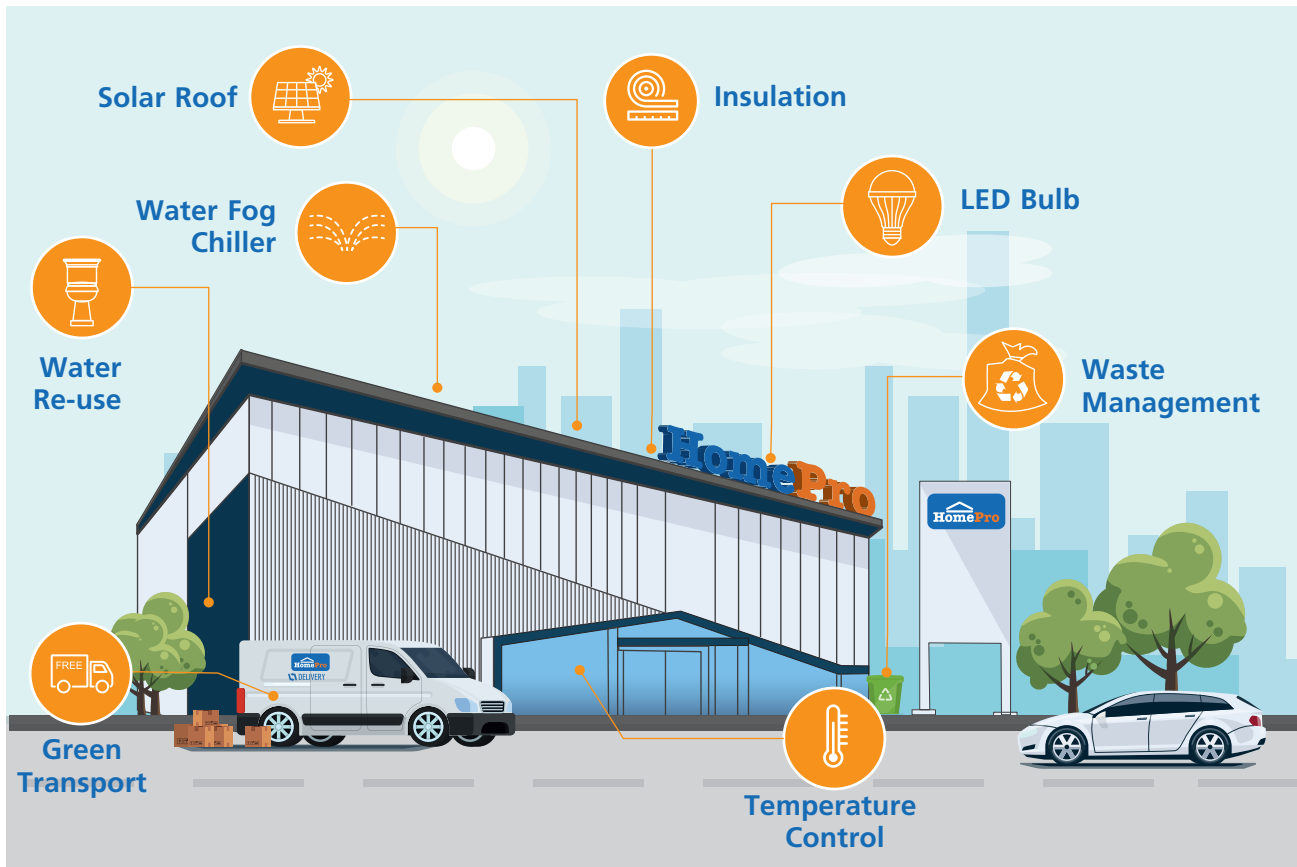 Solar Roof
Insulation
Water Fog
Chiller
LED Bulb
Water
Re-use
Waste
Management
HomePro
HomePro
FREE
HomePro
DELIVERY
Green
Transport
Temperature
Control